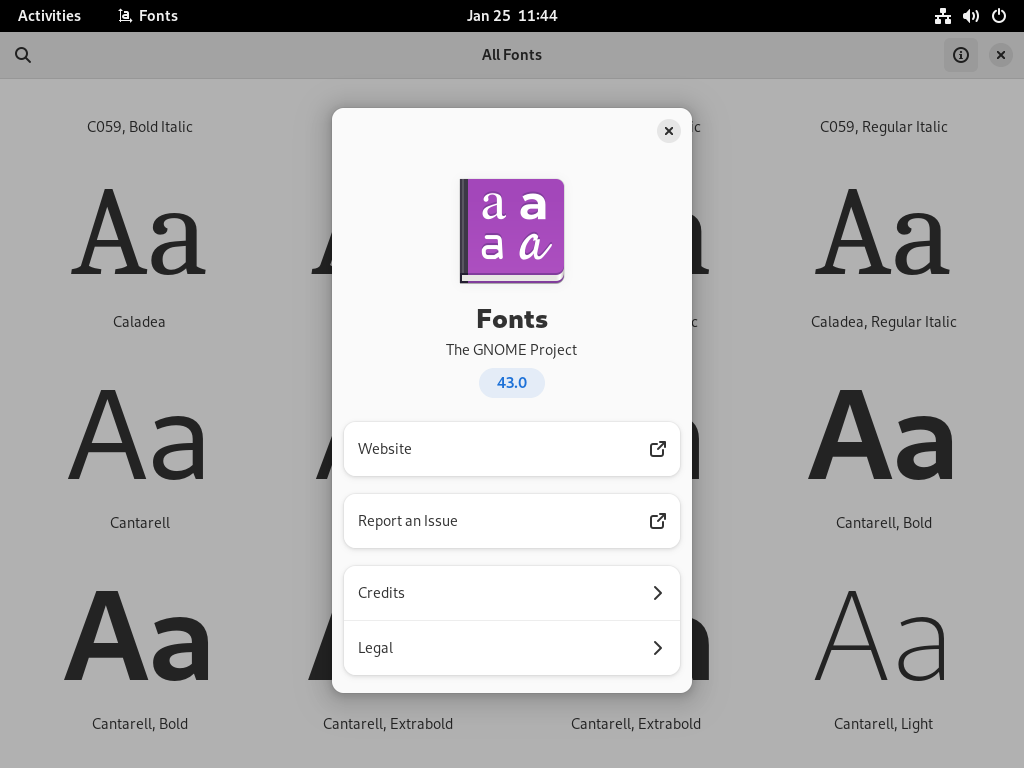 Activities Fonts Jan 25 11:44
All Fonts
C059, Bold Italic C059, Regular Italic
Aa Aa
a a
a a
Caladea Caladea, Regular Italic
Fonts
The GNOME Project
43.0
Aa Aa
Website
Cantarell Cantarell, Bold
Report an Issue
Aa Aa
Credits
Legal
Cantarell, Bold Cantarell, Extrabold Cantarell, Extrabold Cantarell, Light